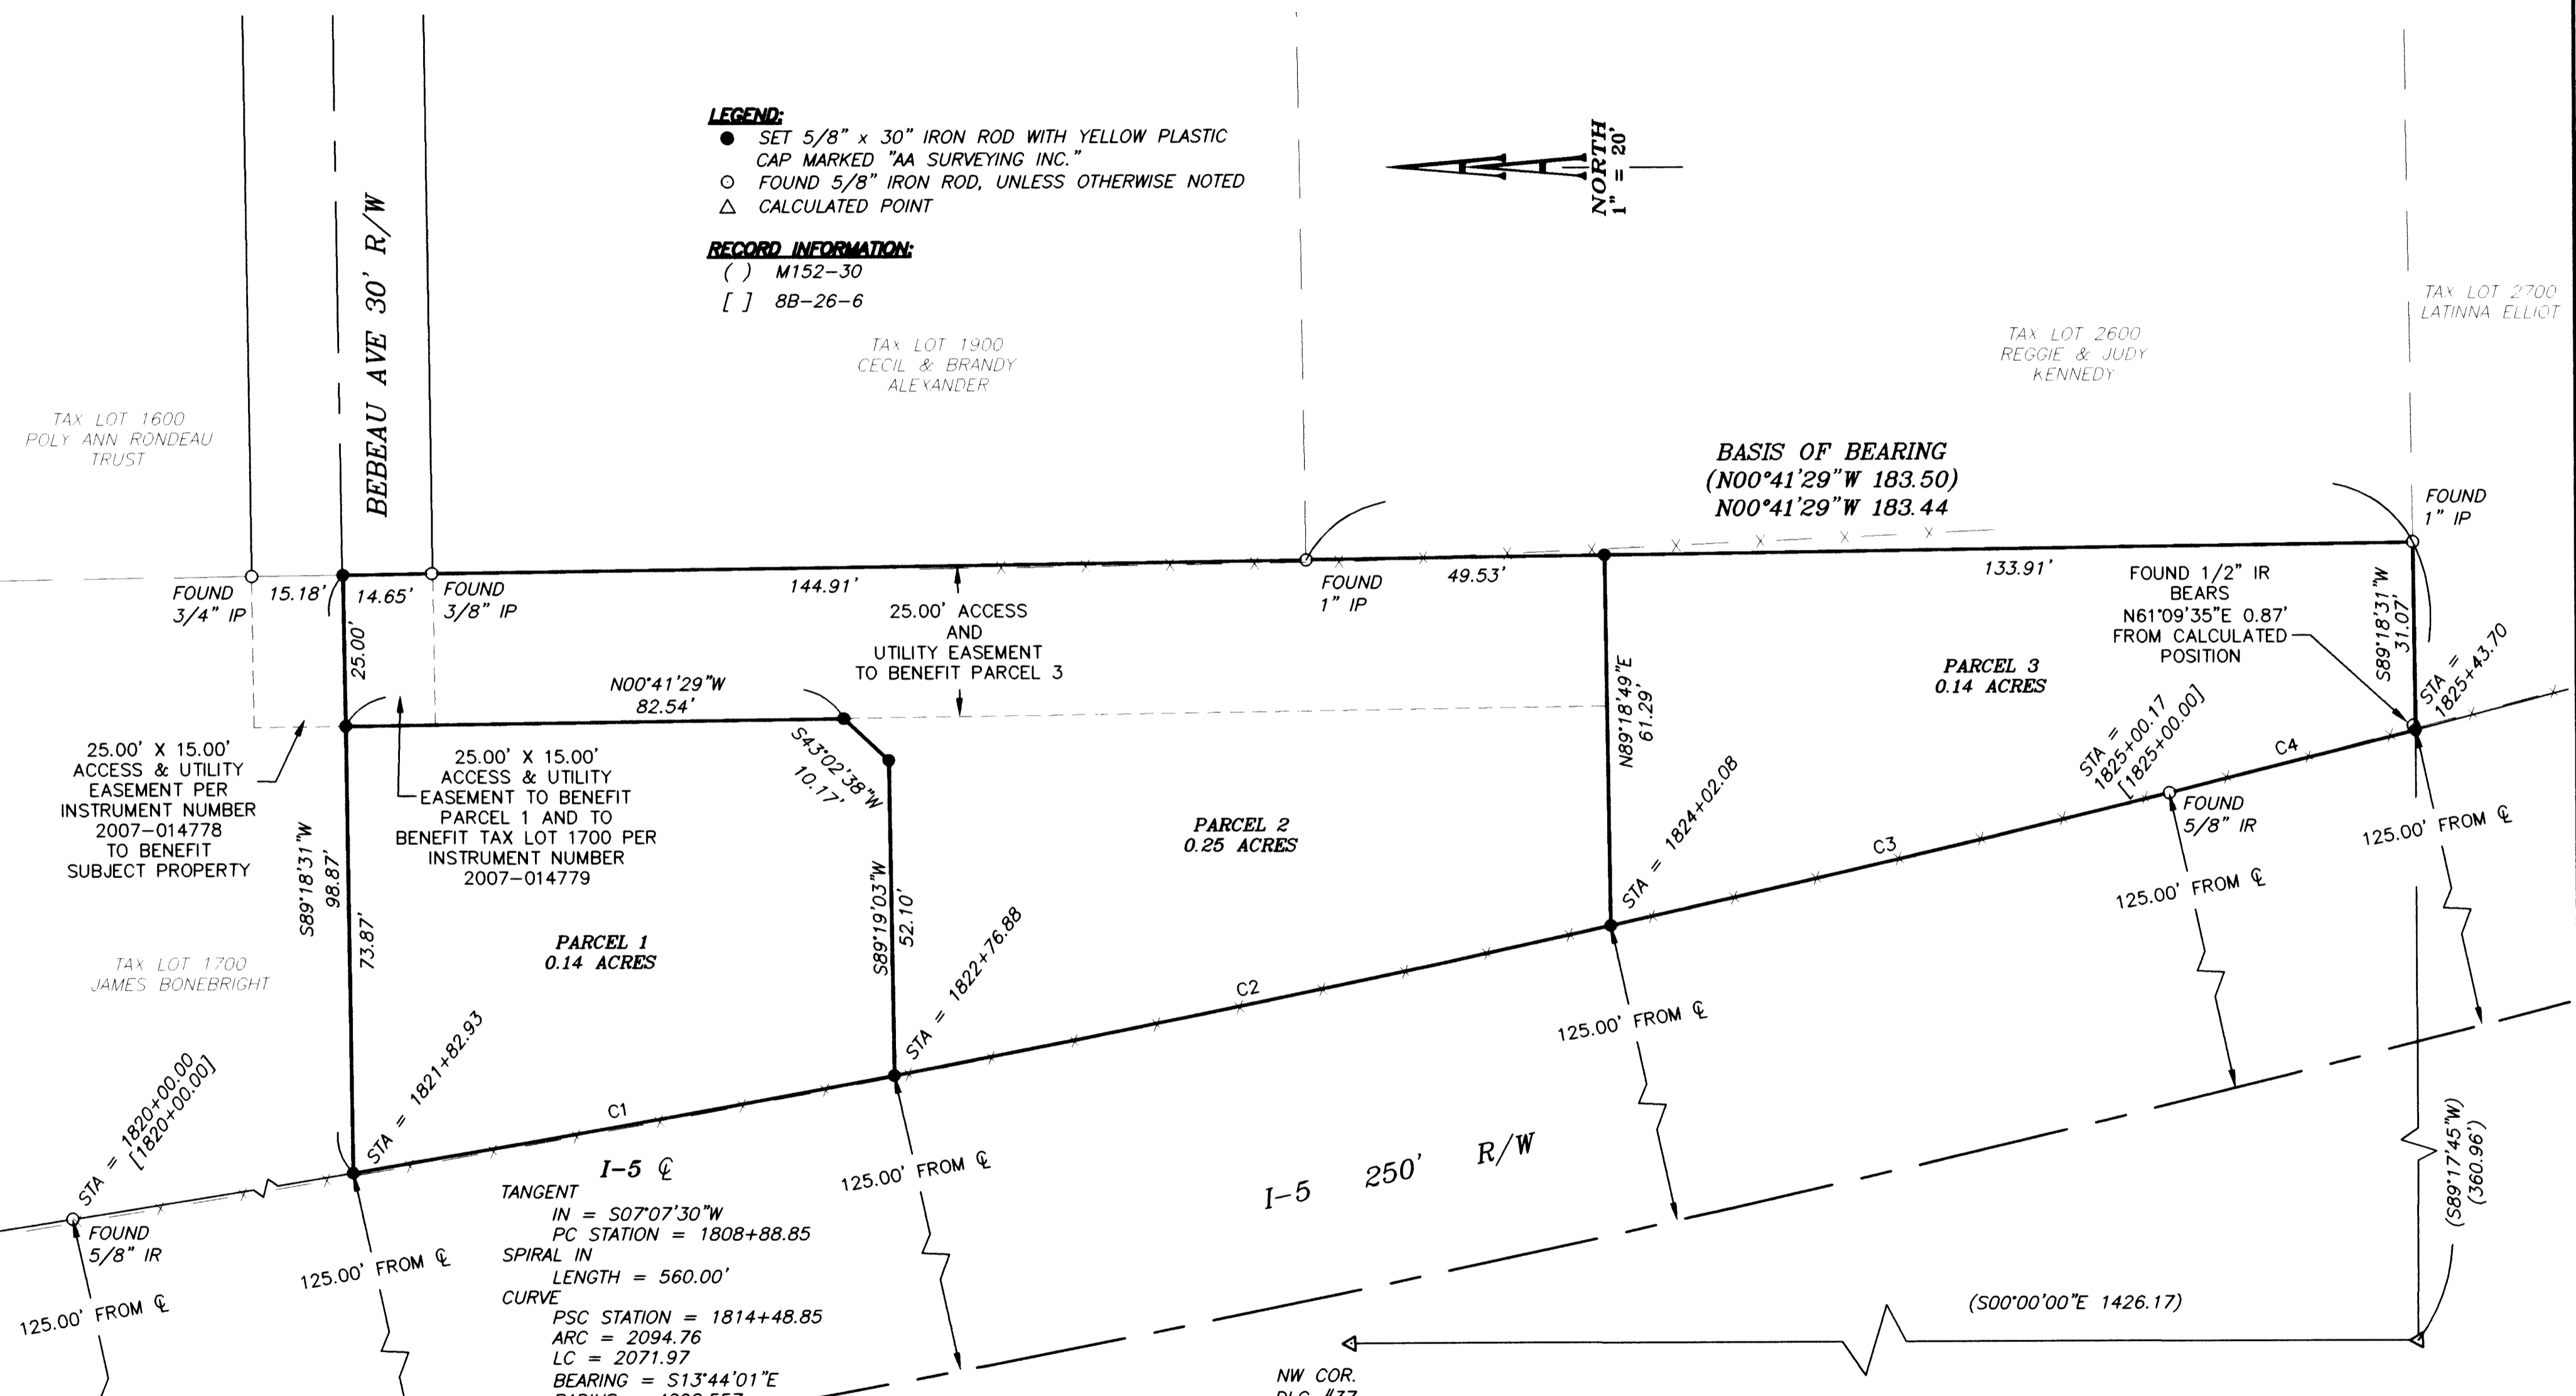 LEGEND:
SET 5/8" x 30" IRON ROD WITH YELLOW PLASTIC
CAP MARKED "AA SURVEYING INC."
FOUND 5/8" IRON ROD, UNLESS OTHERWISE NOTED
CALCULATED POINT
RECORD INFORMATION:
( ) M152-30
[ ] 8B-26-6
NORTH
1" = 20'
BEBEAU AVE 30' R/W
TAX LOT 1600
POLY ANN RONDEAU
TRUST
TAX LOT 1900
CECIL & BRANDY
ALEXANDER
TAX LOT 2600
REGGIE & JUDY
KENNEDY
TAX LOT 2700
LATINNA ELLIOT
BASIS OF BEARING
(N00°41'29"W 183.50)
N00°41'29"W 183.44
FOUND
1" IP
FOUND
3/4" IP
15.18'
14.65'
FOUND
3/8" IP
144.91'
FOUND
1" IP
49.53'
133.91'
25.00'
25.00' ACCESS
AND
UTILITY EASEMENT
TO BENEFIT PARCEL 3
FOUND 1/2" IR
BEARS
N61°09'35"E 0.87'
FROM CALCULATED
POSITION
S89°18'31"W
31.07'
STA =
1825+43.70
N00°41'29"W
82.54'
S43°02'38"W
10.17'
N89°18'49"E
61.29'
PARCEL 3
0.14 ACRES
25.00' X 15.00'
ACCESS & UTILITY
EASEMENT PER
INSTRUMENT NUMBER
2007-014778
TO BENEFIT
SUBJECT PROPERTY
25.00' X 15.00'
ACCESS & UTILITY
EASEMENT TO BENEFIT
PARCEL 1 AND TO
BENEFIT TAX LOT 1700 PER
INSTRUMENT NUMBER
2007-014779
S89°18'31"W
98.87'
73.87'
PARCEL 2
0.25 ACRES
STA =
1825+00.17
[1825+00.00]
C4
FOUND
5/8" IR
C3
STA = 1824+02.08
S89°19'03"W
52.10'
PARCEL 1
0.14 ACRES
TAX LOT 1700
JAMES BONEBRIGHT
STA = 1822+76.88
C2
STA = 1821+82.93
C1
STA = 1820+00.00
[1820+00.00]
FOUND
5/8" IR
125.00' FROM ℄
125.00' FROM ℄
125.00' FROM ℄
125.00' FROM ℄
125.00' FROM ℄
125.00' FROM ℄
I-5 250' R/W
I-5 ℄
TANGENT
IN = S07°07'30"W
PC STATION = 1808+88.85
SPIRAL IN
LENGTH = 560.00'
CURVE
PSC STATION = 1814+48.85
ARC = 2094.76
LC = 2071.97
BEARING = S13°44'01"E
(S89°17'45"W)
(360.96')
(S00°00'00"E 1426.17)
NW COR.